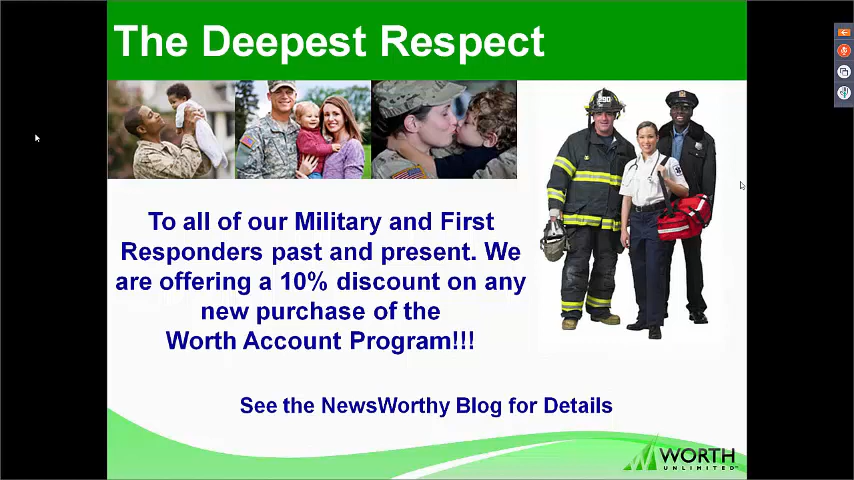 The Deepest Respect
To all of our Military and First
Responders past and present. We
are offering a 10% discount on any
new purchase of the
Worth Account Program!!!
See the NewsWorthy Blog for Details
WORTH
UNLIMITED
290